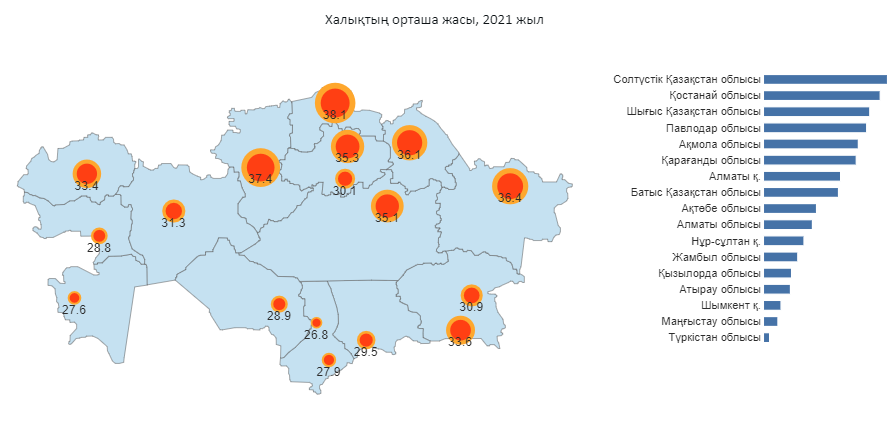 Халықтың орташа жасы, 2021 жыл
38.1
35.3
36.1
37.4
30.1
33.4
36.4
35.1
31.3
28.8
27.6
28.9
30.9
26.8
33.6
29.5
27.9
Солтүстік Қазақстан облысы
Қостанай облысы
Шығыс Қазақстан облысы
Павлодар облысы
Ақмола облысы
Қарағанды облысы
Алматы қ.
Батыс Қазақстан облысы
Ақтөбе облысы
Алматы облысы
Нұр-сұлтан қ.
Жамбыл облысы
Қызылорда облысы
Атырау облысы
Шымкент қ.
Маңғыстау облысы
Түркістан облысы